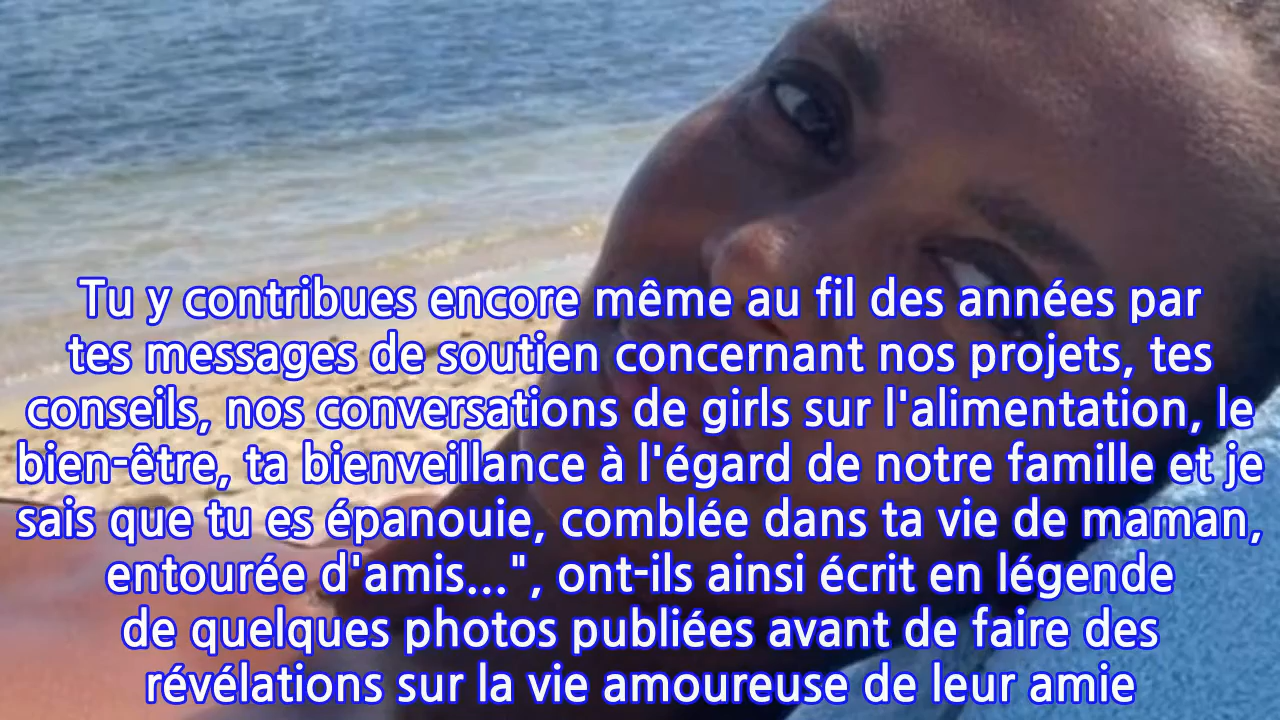 Tu y contribues encore même au fil des années par
tes messages de soutien concernant nos projets, tes
conseils, nos conversations de girls sur l'alimentation, le
bien-être, ta bienveillance à l'égard de notre famille et je
sais que tu es épanouie, comblée dans ta vie de maman,
entourée d'amis...", ont-ils ainsi écrit en légende
de quelques photos publiées avant de faire des
révélations sur la vie amoureuse de leur amie